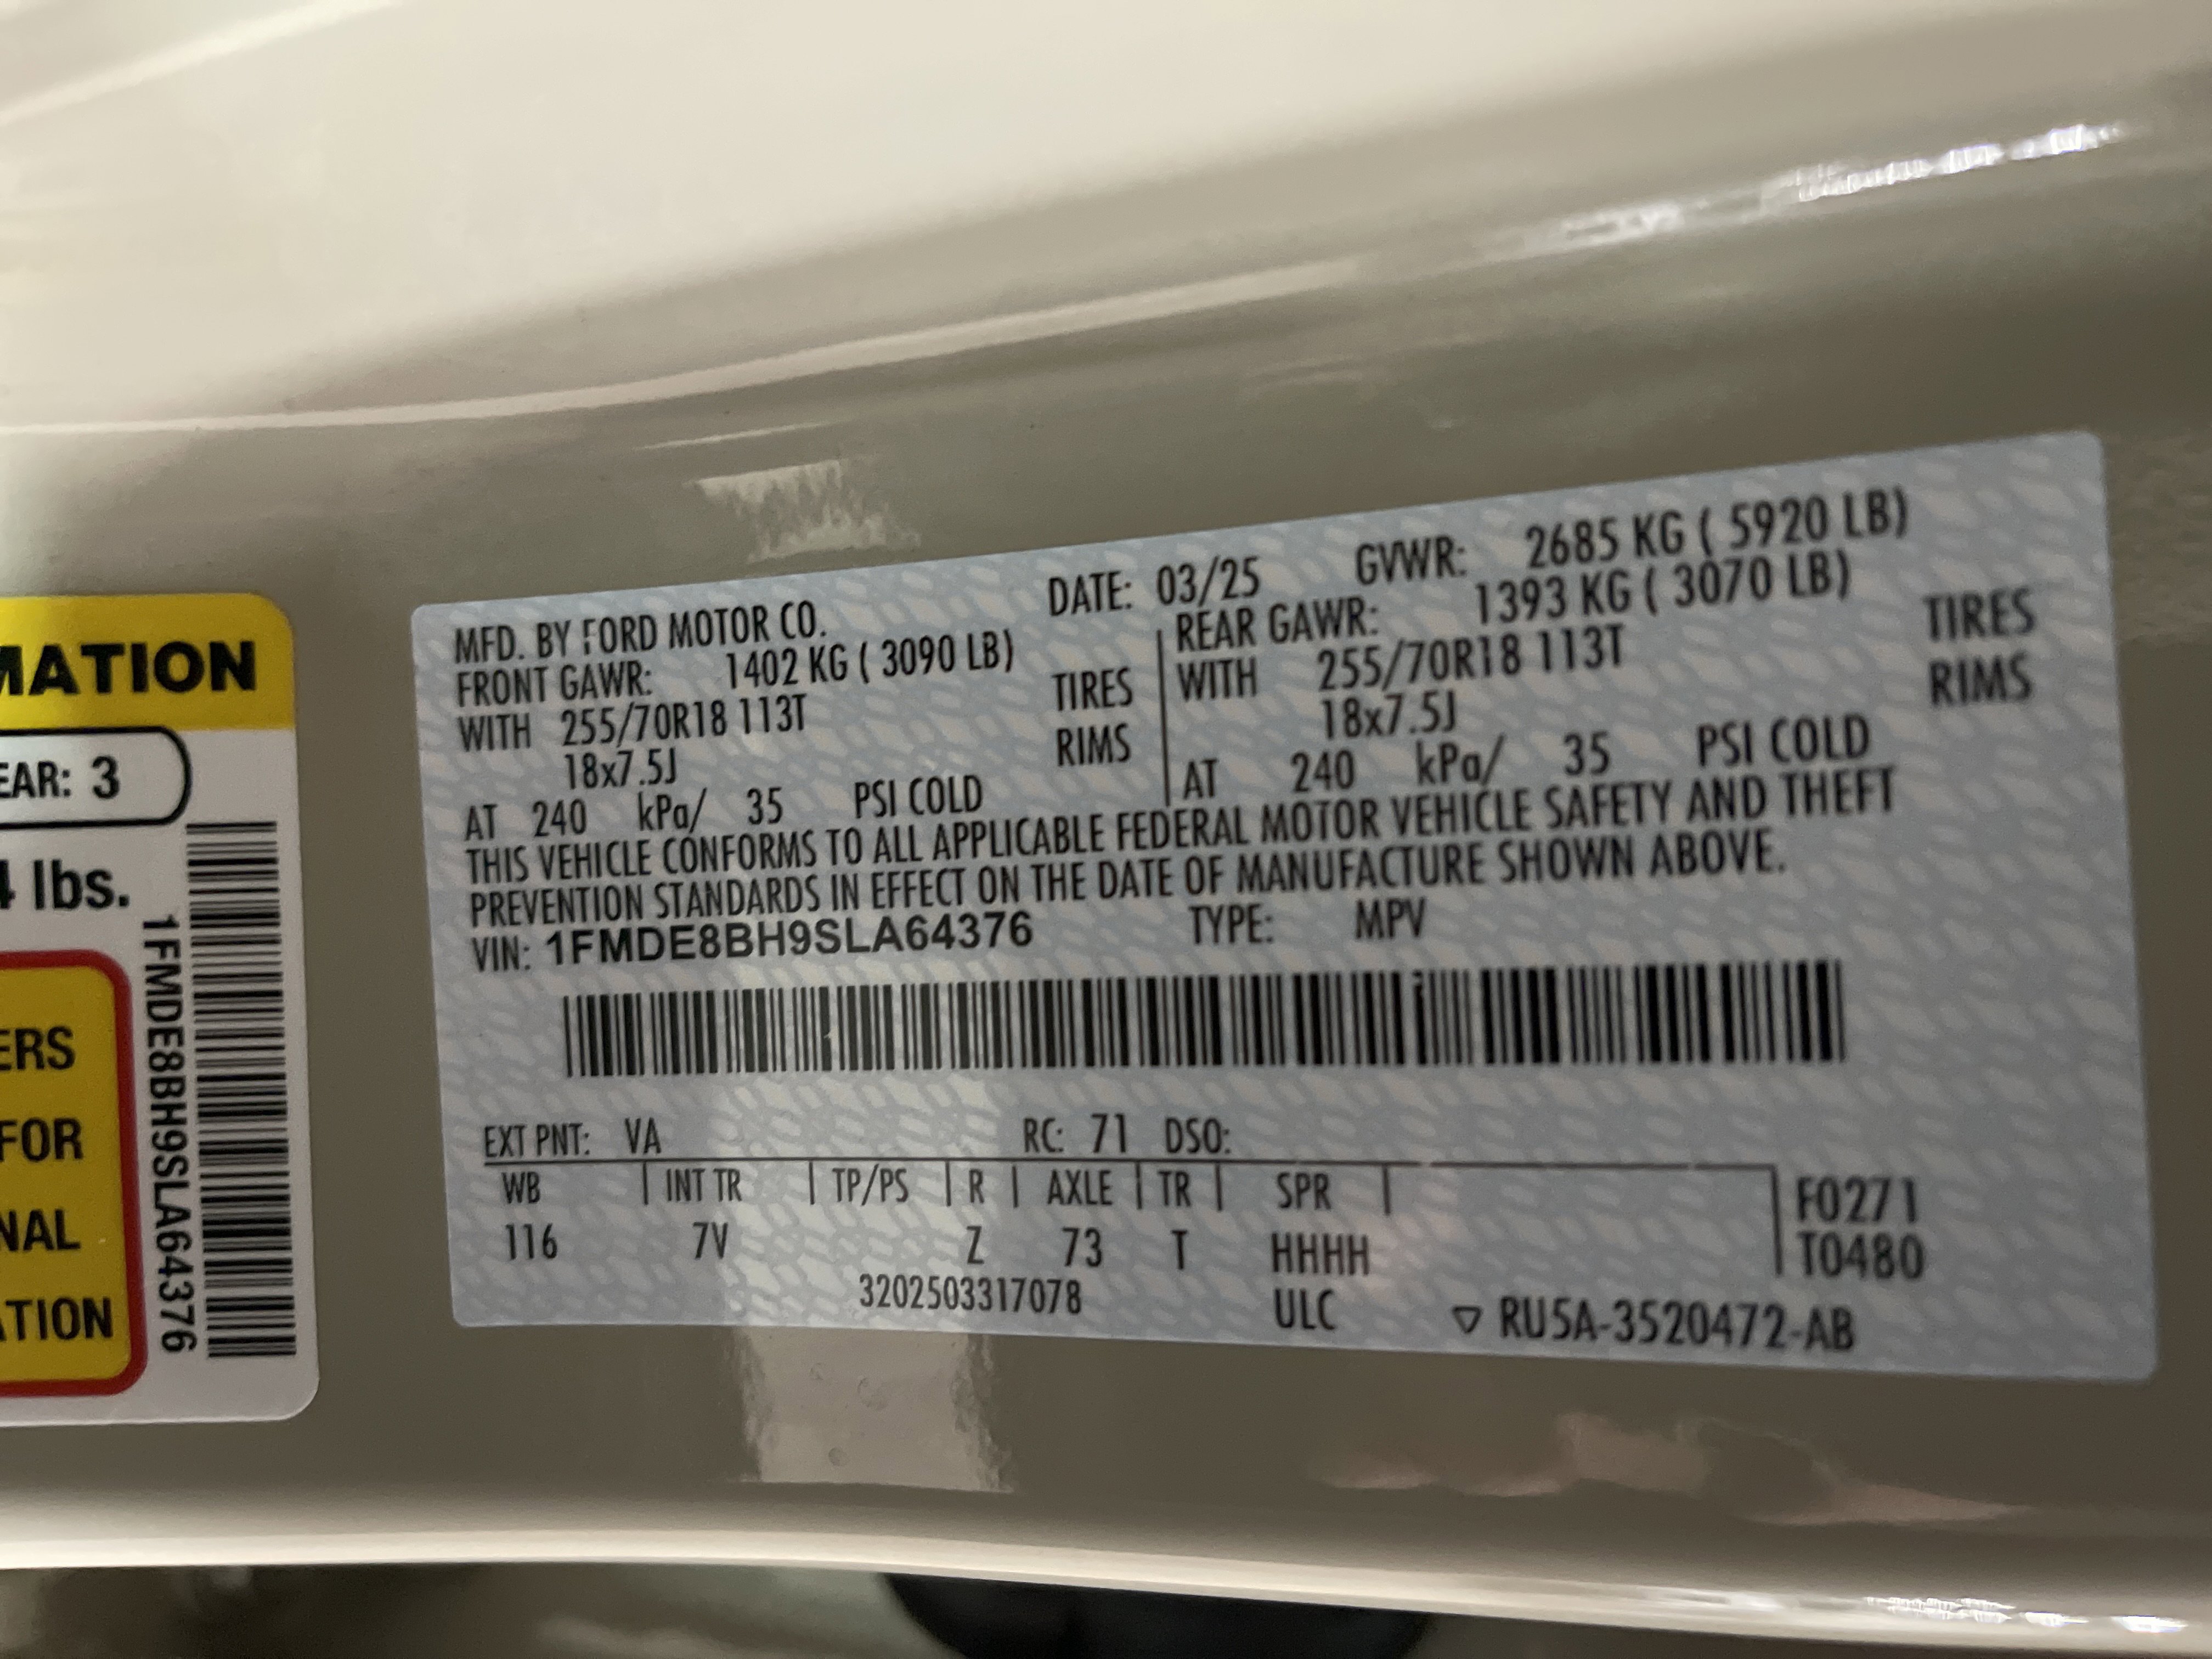 MATION
EAR: 3
lbs.
1FMDE8BH9SLA64376
ERS
FOR
NAL
ATION
MFD. BY FORD MOTOR CO. DATE: 03/25 GVWR: 2685 KG ( 5920 LB)
FRONT GAWR: 1402 KG ( 3090 LB) REAR GAWR: 1393 KG ( 3070 LB)
WITH 255/70R18 113T TIRES WITH 255/70R18 113T TIRES
18x7.5J RIMS 18x7.5J RIMS
AT 240 kPa/ 35 PSI COLD AT 240 kPa/ 35 PSI COLD
THIS VEHICLE CONFORMS TO ALL APPLICABLE FEDERAL MOTOR VEHICLE SAFETY AND THEFT
PREVENTION STANDARDS IN EFFECT ON THE DATE OF MANUFACTURE SHOWN ABOVE.
VIN: 1FMDE8BH9SLA64376 TYPE: MPV
EXT PNT: VA RC: 71 DSO:
WB INT TR TP/PS R AXLE TR SPR F0271
116 7V Z 73 T HHHH T0480
3202503317078 ULC ▽ RU5A-3520472-AB